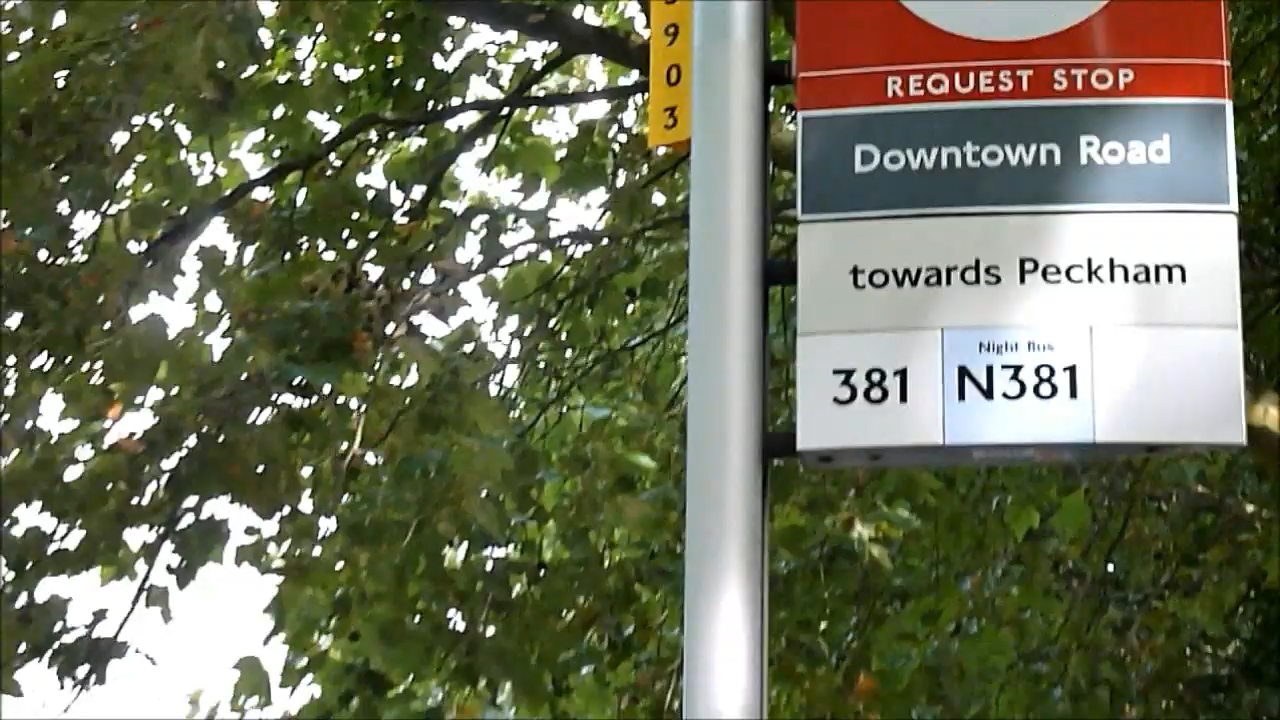 9
0
3
REQUEST STOP
Downtown Road
towards Peckham
381
Night Bus
N381